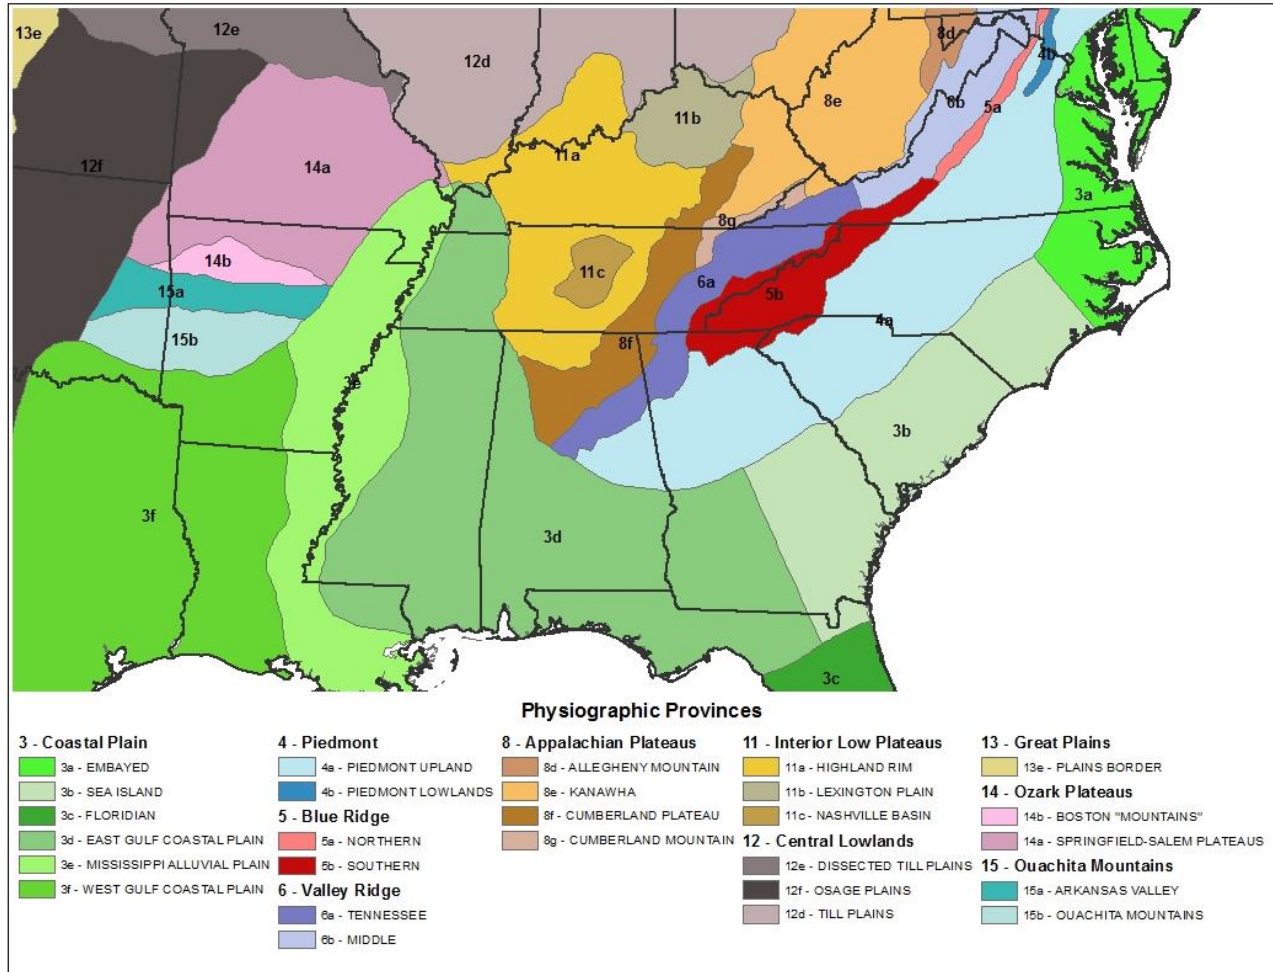 13e
12e
12d
8d
4b
12f
14a
11a
11b
8e
6b
5a
3a
8g
14b
11c
6a
15a
5b
15b
8f
4a
3e
3b
3f
3d
3c
Physiographic Provinces
3 - Coastal Plain
3a - EMBAYED
3b - SEA ISLAND
3c - FLORIDIAN
3d - EAST GULF COASTAL PLAIN
3e - MISSISSIPPI ALLUVIAL PLAIN
3f - WEST GULF COASTAL PLAIN
4 - Piedmont
4a - PIEDMONT UPLAND
4b - PIEDMONT LOWLANDS
5 - Blue Ridge
5a - NORTHERN
5b - SOUTHERN
6 - Valley Ridge
6a - TENNESSEE
6b - MIDDLE
8 - Appalachian Plateaus
8d - ALLEGHENY MOUNTAIN
8e - KANAWHA
8f - CUMBERLAND PLATEAU
8g - CUMBERLAND MOUNTAIN
11 - Interior Low Plateaus
11a - HIGHLAND RIM
11b - LEXINGTON PLAIN
11c - NASHVILLE BASIN
12 - Central Lowlands
12e - DISSECTED TILL PLAINS
12f - OSAGE PLAINS
12d - TILL PLAINS
13 - Great Plains
13e - PLAINS BORDER
14 - Ozark Plateaus
14b - BOSTON "MOUNTAINS"
14a - SPRINGFIELD-SALEM PLATEAUS
15 - Ouachita Mountains
15a - ARKANSAS VALLEY
15b - OUACHITA MOUNTAINS